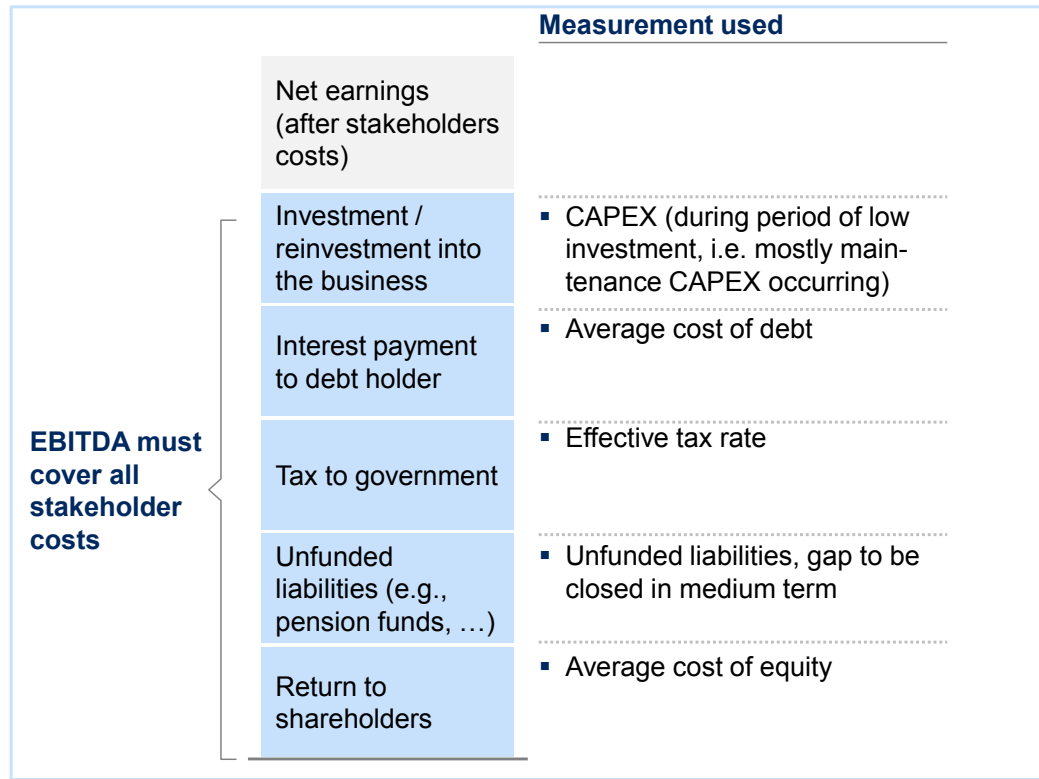 Measurement used
Net earnings
(after stakeholders
costs)
Investment /
reinvestment into
the business
▪ CAPEX (during period of low
investment, i.e. mostly main-
tenance CAPEX occurring)
Interest payment
to debt holder
▪ Average cost of debt
EBITDA must
cover all
stakeholder
costs
Tax to government
▪ Effective tax rate
Unfunded
liabilities (e.g.,
pension funds, …)
▪ Unfunded liabilities, gap to be
closed in medium term
Return to
shareholders
▪ Average cost of equity